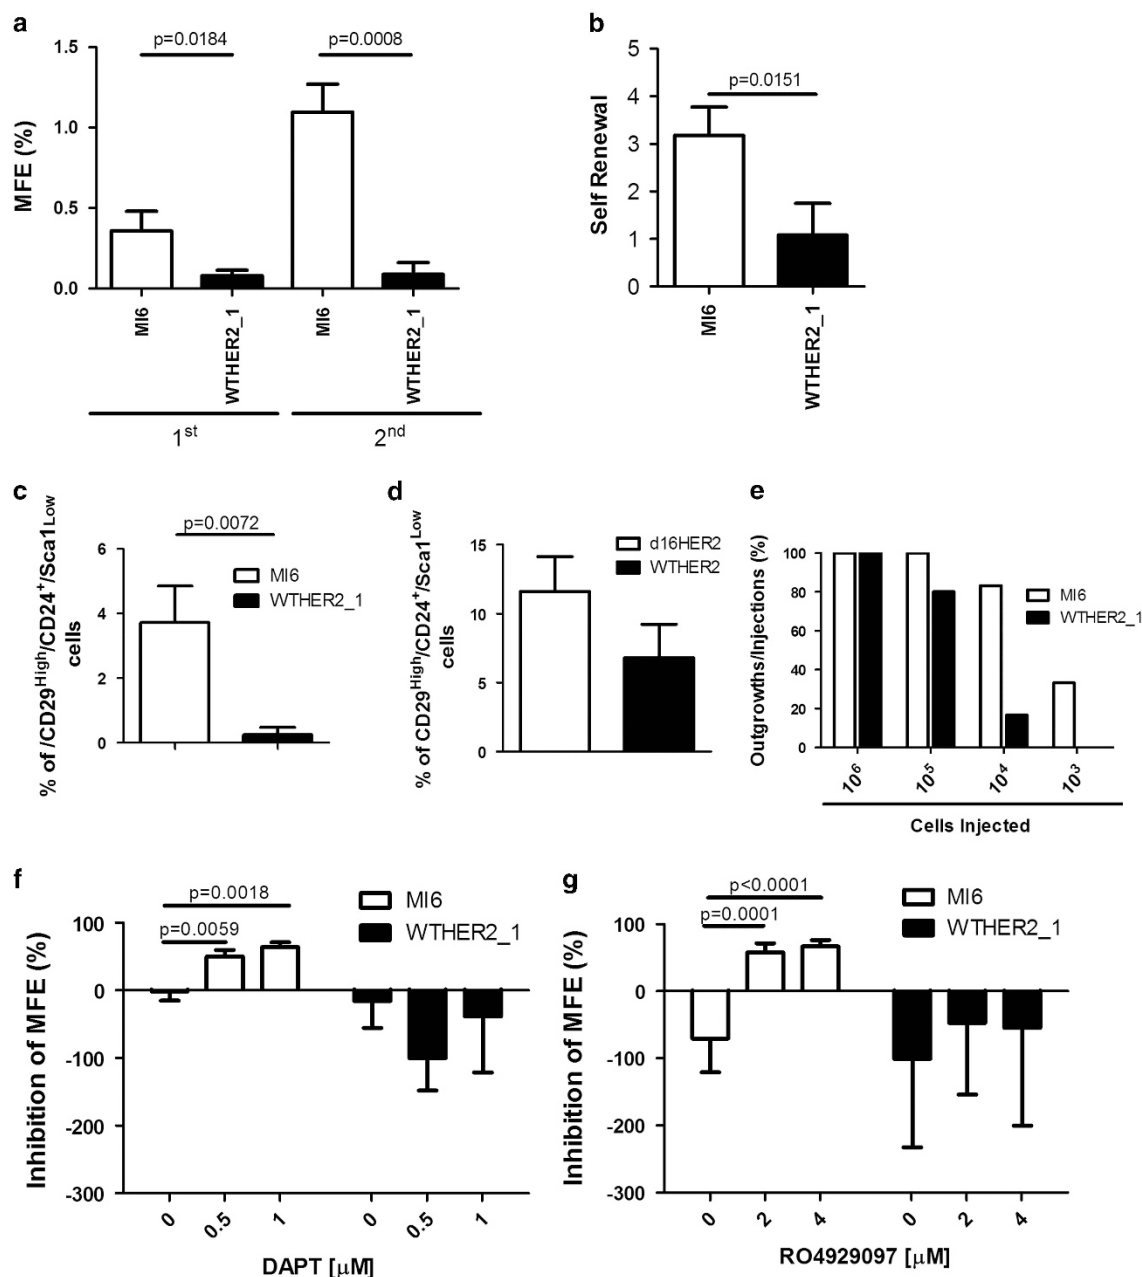 a
p=0.0184
p=0.0008
MFE (%)
1.5
1.0
0.5
0.0
MI6
WTHER2_1
MI6
WTHER2_1
1st
2nd
b
p=0.0151
Self Renewal
5
4
3
2
1
0
MI6
WTHER2_1
c
p=0.0072
% of /CD29High/CD24+/Sca1Low
cells
6
4
2
0
MI6
WTHER2_1
d
% of CD29High/CD24+/Sca1Low
cells
15
10
5
0
d16HER2
WTHER2
e
Outgrowths/Injections (%)
100
80
60
40
20
0
MI6
WTHER2_1
10^6
10^5
10^4
10^3
Cells Injected
f
p=0.0018
p=0.0059
MI6
WTHER2_1
Inhibition of MFE (%)
100
0
-100
-200
-300
0
0.5
1
0
0.5
1
DAPT [µM]
g
p<0.0001
p=0.0001
MI6
WTHER2_1
Inhibition of MFE (%)
100
0
-100
-200
-300
0
2
4
0
2
4
RO4929097 [µM]